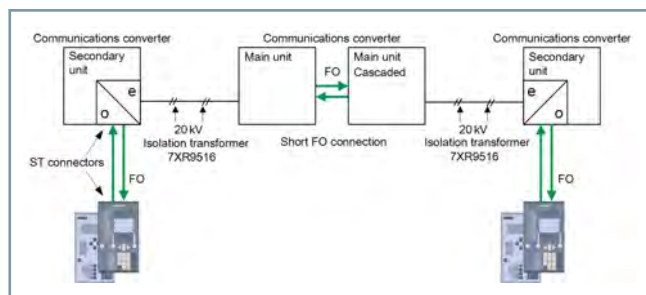 Communications converter
Communications converter
Communications converter
Secondary
unit
e
o
Main unit
FO
Main unit
Cascaded
Secondary
unit
e
o
20 kV
Isolation transformer
7XR9516
Short FO connection
20 kV
Isolation transformer
7XR9516
ST connectors
FO
FO